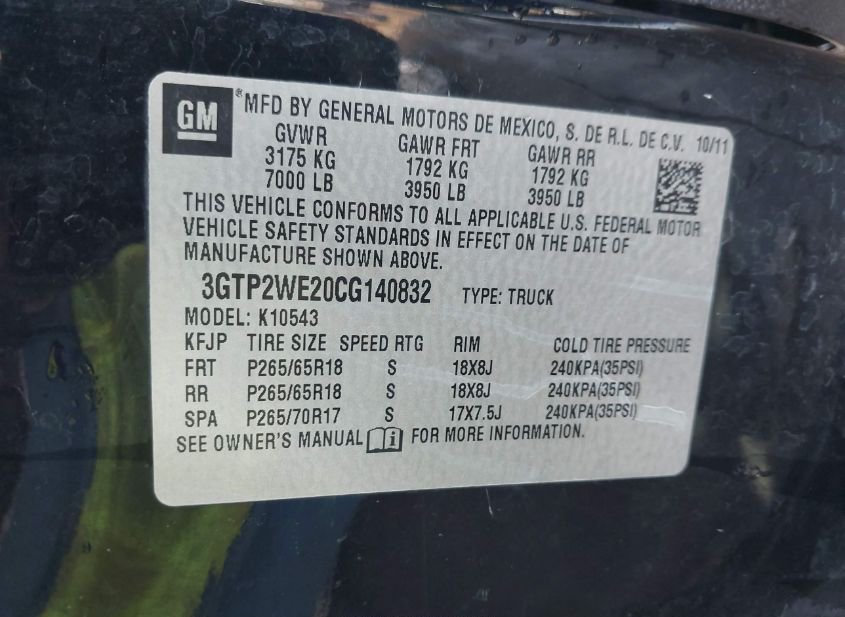 GM ®MFD BY GENERAL MOTORS DE MEXICO, S. DE R.L. DE C.V. 10/11
GVWR GAWR FRT GAWR RR
3175 KG 1792 KG 1792 KG
7000 LB 3950 LB 3950 LB
THIS VEHICLE CONFORMS TO ALL APPLICABLE U.S. FEDERAL MOTOR
VEHICLE SAFETY STANDARDS IN EFFECT ON THE DATE OF
MANUFACTURE SHOWN ABOVE.
3GTP2WE20CG140832 TYPE: TRUCK
MODEL: K10543
KFJP TIRE SIZE SPEED RTG RIM COLD TIRE PRESSURE
FRT P265/65R18 S 18X8J 240KPA(35PSI)
RR P265/65R18 S 18X8J 240KPA(35PSI)
SPA P265/70R17 S 17X7.5J 240KPA(35PSI)
SEE OWNER'S MANUAL i FOR MORE INFORMATION.